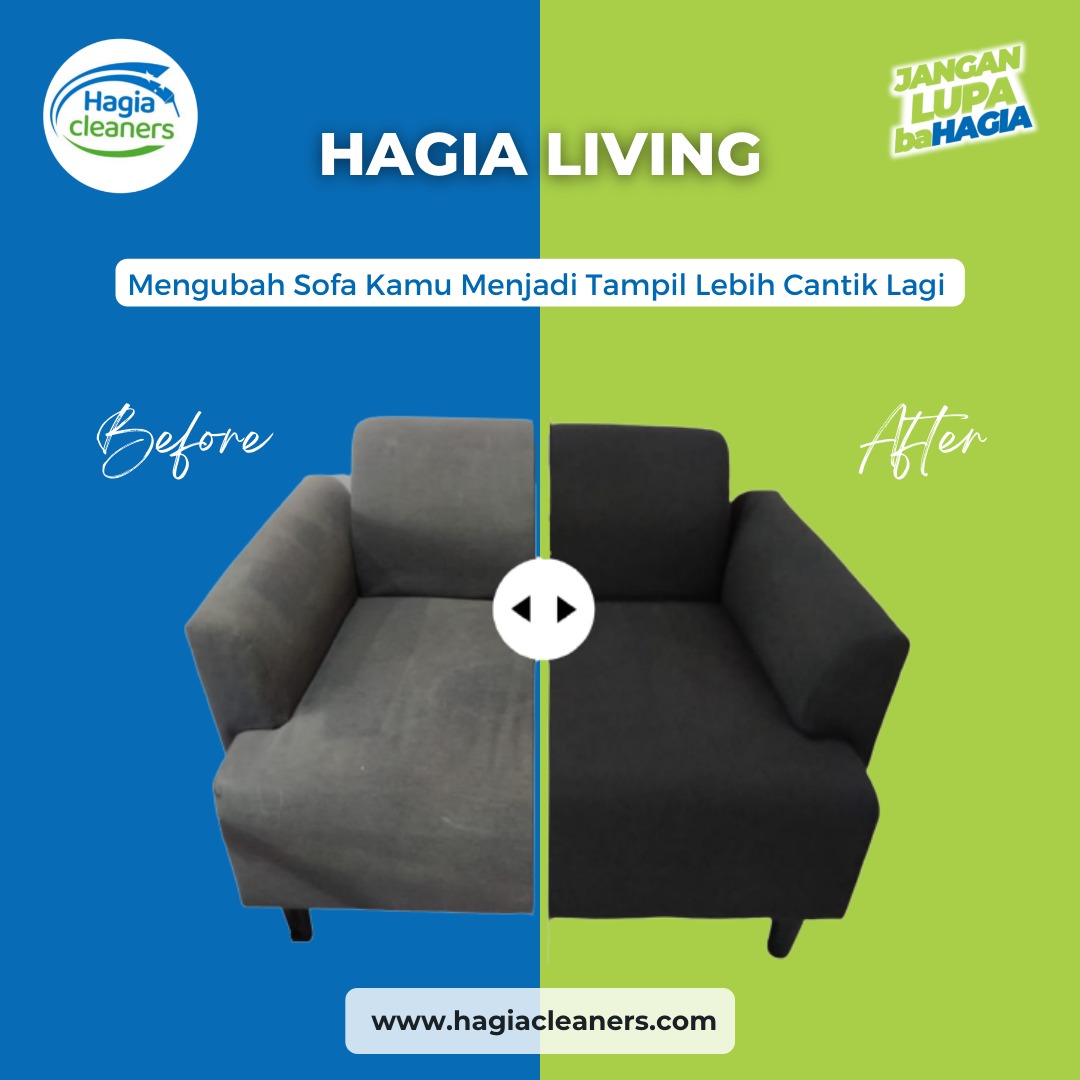 Hagia
cleaners
JANGAN
LUPA
baHAGIA
HAGIA LIVING
Mengubah Sofa Kamu Menjadi Tampil Lebih Cantik Lagi
Before
After
www.hagiacleaners.com